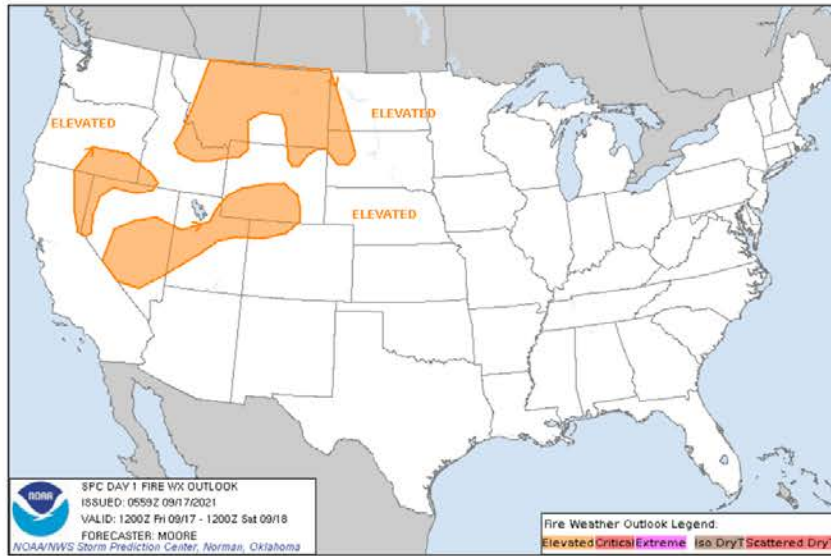 ELEVATED
ELEVATED
ELEVATED
NOAA
SPC DAY 1 FIRE WX OUTLOOK
ISSUED: 0559Z 09/17/2021
VALID: 1200Z Fri 09/17 - 1200Z Sat 09/18
FORECASTER: MOORE
NOAA/NWS Storm Prediction Center, Norman, Oklahoma
Fire Weather Outlook Legend:
Elevated Critical Extreme Iso DryT Scattered Dry